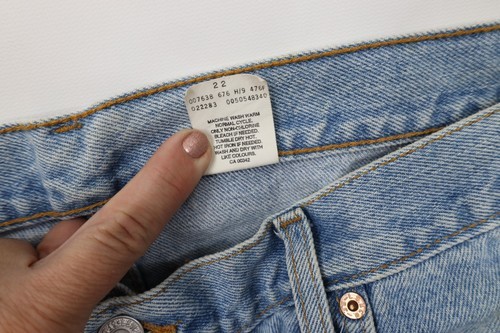 22
007638 676 H/9 476W
022283 0050548340
MACHINE WASH WARM
NORMAL CYCLE.
ONLY NON-CHLORINE
BLEACH IF NEEDED.
TUMBLE DRY HOT.
HOT IRON IF NEEDED.
WASH AND DRY WITH
LIKE COLOURS.
CA 00342